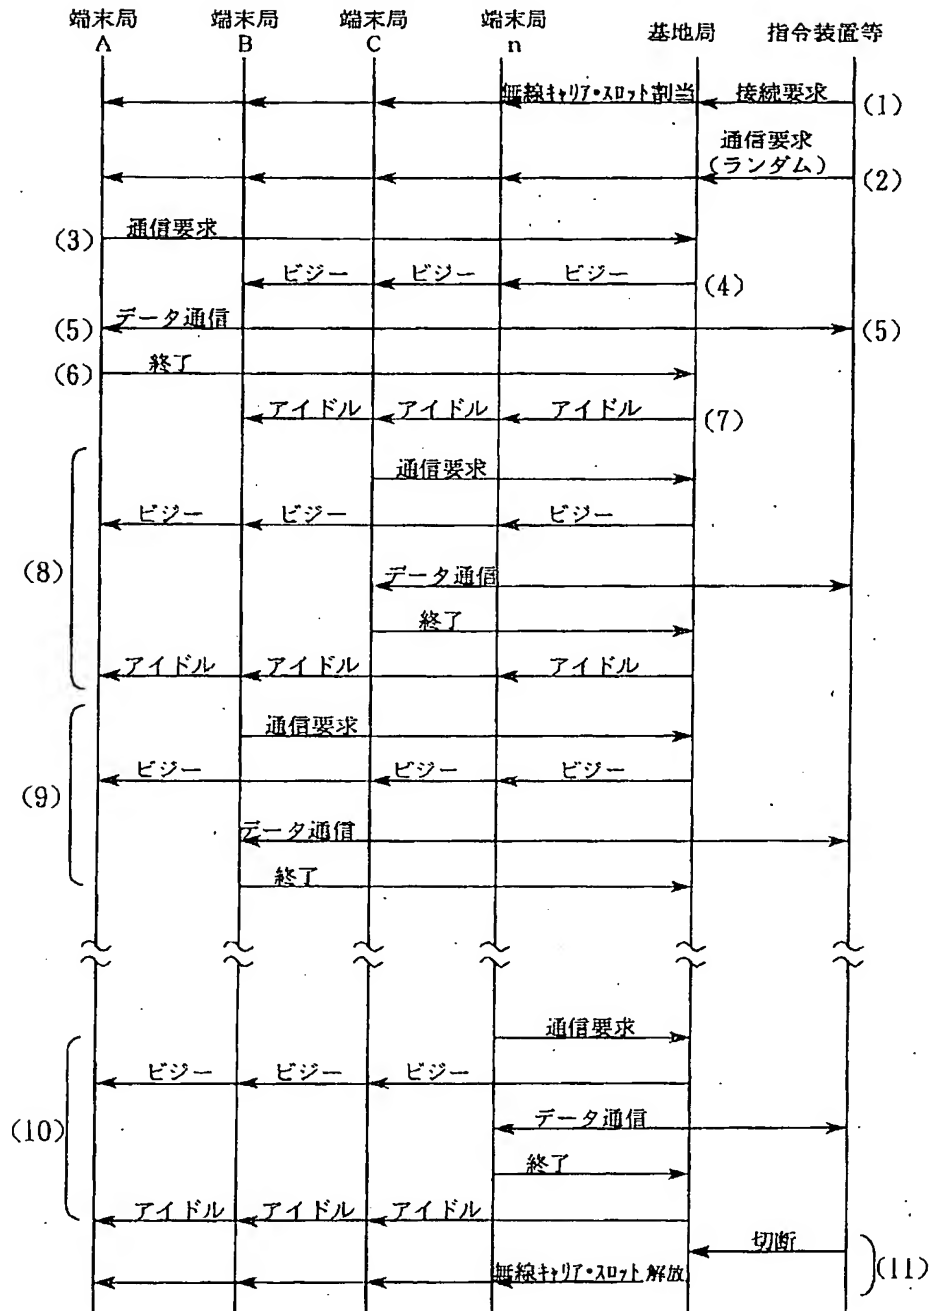 端末局 端末局 端末局 端末局
A B C n 基地局 指令装置等
無線キャリア・スロット割当 接続要求 (1)
通信要求
(ランダム) (2)
(3) 通信要求
ビジー ビジー ビジー (4)
(5) データ通信 (5)
(6) 終了
アイドル アイドル アイドル (7)
通信要求
ビジー ビジー ビジー
(8) データ通信
終了
アイドル アイドル アイドル
通信要求
ビジー ビジー ビジー
(9)
データ通信
終了
通信要求
ビジー ビジー ビジー
(10) データ通信
終了
アイドル アイドル アイドル
切断
無線キャリア・スロット解放 (11)